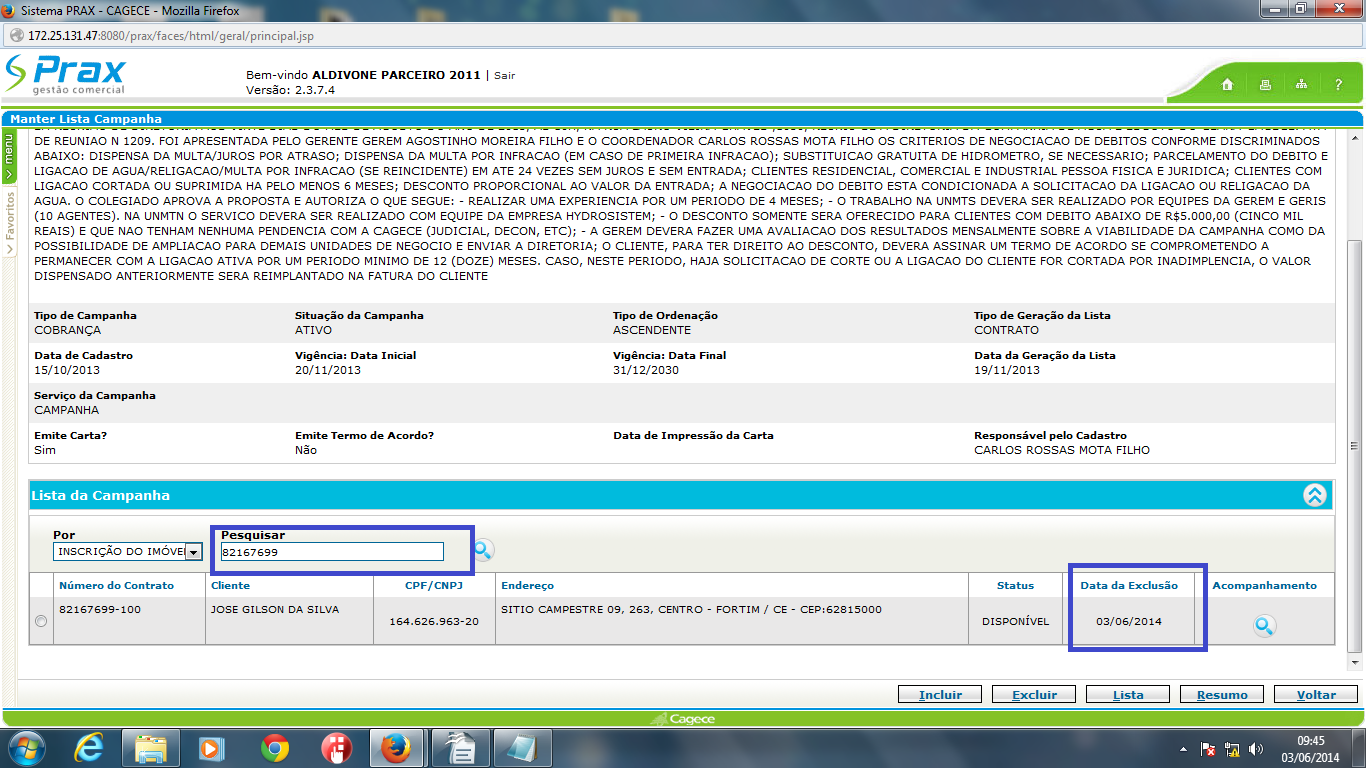 Sistema PRAX - CAGECE - Mozilla Firefox
172.25.131.47:8080/prax/faces/html/geral/principal.jsp
Prax
gestão comercial
Bem-vindo ALDIVONE PARCEIRO 2011 | Sair
Versão: 2.3.7.4
?
Manter Lista Campanha
menu
Favoritos
DE REUNIAO N 1209. FOI APRESENTADA PELO GERENTE GEREM AGOSTINHO MOREIRA FILHO E O COORDENADOR CARLOS ROSSAS MOTA FILHO OS CRITERIOS DE NEGOCIACAO DE DEBITOS CONFORME DISCRIMINADOS
ABAIXO: DISPENSA DA MULTA/JUROS POR ATRASO; DISPENSA DA MULTA POR INFRACAO (EM CASO DE PRIMEIRA INFRACAO); SUBSTITUICAO GRATUITA DE HIDROMETRO, SE NECESSARIO; PARCELAMENTO DO DEBITO E
LIGACAO DE AGUA/RELIGACAO/MULTA POR INFRACAO (SE REINCIDENTE) EM ATE 24 VEZES SEM JUROS E SEM ENTRADA; CLIENTES RESIDENCIAL, COMERCIAL E INDUSTRIAL PESSOA FISICA E JURIDICA; CLIENTES COM
LIGACAO CORTADA OU SUPRIMIDA HA PELO MENOS 6 MESES; DESCONTO PROPORCIONAL AO VALOR DA ENTRADA; A NEGOCIACAO DO DEBITO ESTA CONDICIONADA A SOLICITACAO DA LIGACAO OU RELIGACAO DA
AGUA. O COLEGIADO APROVA A PROPOSTA E AUTORIZA O QUE SEGUE: - REALIZAR UMA EXPERIENCIA POR UM PERIODO DE 4 MESES; - O TRABALHO NA UNMTS DEVERA SER REALIZADO POR EQUIPES DA GEREM E GERIS
(10 AGENTES). NA UNMTN O SERVICO DEVERA SER REALIZADO COM EQUIPE DA EMPRESA HYDROSISTEM; - O DESCONTO SOMENTE SERA OFERECIDO PARA CLIENTES COM DEBITO ABAIXO DE R$5.000,00 (CINCO MIL
REAIS) E QUE NAO TENHAM NENHUMA PENDENCIA COM A CAGECE (JUDICIAL, DECON, ETC); - A GEREM DEVERA FAZER UMA AVALIACAO DOS RESULTADOS MENSALMENTE SOBRE A VIABILIDADE DA CAMPANHA COMO DA
POSSIBILIDADE DE AMPLIACAO PARA DEMAIS UNIDADES DE NEGOCIO E ENVIAR A DIRETORIA; O CLIENTE, PARA TER DIREITO AO DESCONTO, DEVERA ASSINAR UM TERMO DE ACORDO SE COMPROMETENDO A
PERMANECER COM A LIGACAO ATIVA POR UM PERIODO MINIMO DE 12 (DOZE) MESES. CASO, NESTE PERIODO, HAJA SOLICITACAO DE CORTE OU A LIGACAO DO CLIENTE FOR CORTADA POR INADIMPLENCIA, O VALOR
DISPENSADO ANTERIORMENTE SERA REIMPLANTADO NA FATURA DO CLIENTE
Tipo de Campanha Situação da Campanha Tipo de Ordenação Tipo de Geração da Lista
COBRANÇA ATIVO ASCENDENTE CONTRATO
Data de Cadastro Vigência: Data Inicial Vigência: Data Final Data da Geração da Lista
15/10/2013 20/11/2013 31/12/2030 19/11/2013
Serviço da Campanha
CAMPANHA
Emite Carta? Emite Termo de Acordo? Data de Impressão da Carta Responsável pelo Cadastro
Sim Não CARLOS ROSSAS MOTA FILHO
Lista da Campanha
Por Pesquisar
INSCRIÇÃO DO IMÓVE 82167699
Número do Contrato Cliente CPF/CNPJ Endereço Status Data da Exclusão Acompanhamento
82167699-100 JOSE GILSON DA SILVA 164.626.963-20 SITIO CAMPESTRE 09, 263, CENTRO - FORTIM / CE - CEP:62815000 DISPONÍVEL 03/06/2014
Incluir Excluir Lista Resumo Voltar
Cagece
09:45
03/06/2014